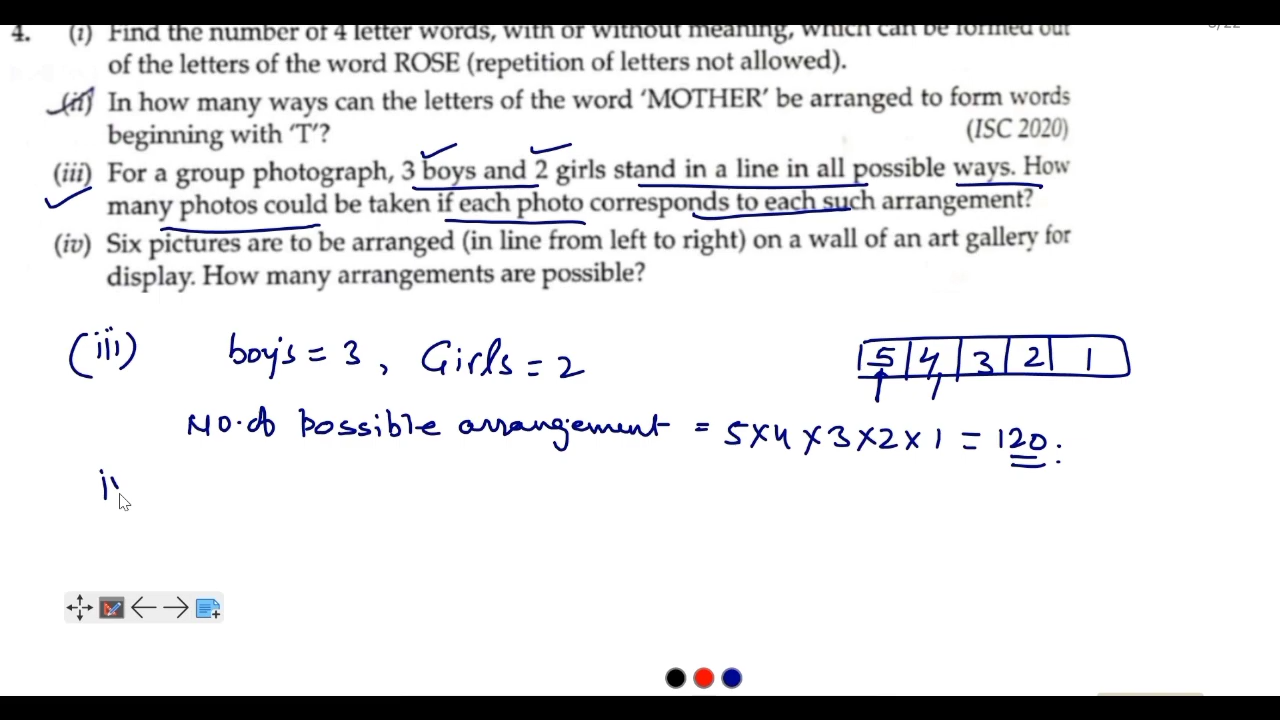 4. (i) Find the number of 4 letter words, with or without meaning, which can be formed out
of the letters of the word ROSE (repetition of letters not allowed).
(ii) In how many ways can the letters of the word 'MOTHER' be arranged to form words
beginning with 'T'? (ISC 2020)
(iii) For a group photograph, 3 boys and 2 girls stand in a line in all possible ways. How
many photos could be taken if each photo corresponds to each such arrangement?
(iv) Six pictures are to be arranged (in line from left to right) on a wall of an art gallery for
display. How many arrangements are possible?
(iii) boy's = 3, Girls = 2 5 4 3 2 1
No. of possible arrangement = 5 × 4 × 3 × 2 × 1 = 120.